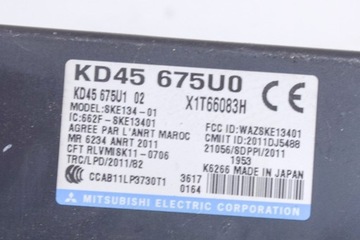 KD45 675U0
KD45 675U1 02 X1T66083H
MODEL:SKE134-01
IC:662F-SKE13401 FCC ID:WAZSKE13401
AGREE PAR L'ANRT MAROC CMIIT ID:2011DJ5488
MR 6234 ANRT 2011 21056/SDPPI/2011
CFT RLVMISK11-0706 1953
TRC/LPD/2011/82 K6266 MADE IN JAPAN
CCAB11LP3730T1 3617
0164
MITSUBISHI ELECTRIC CORPORATION